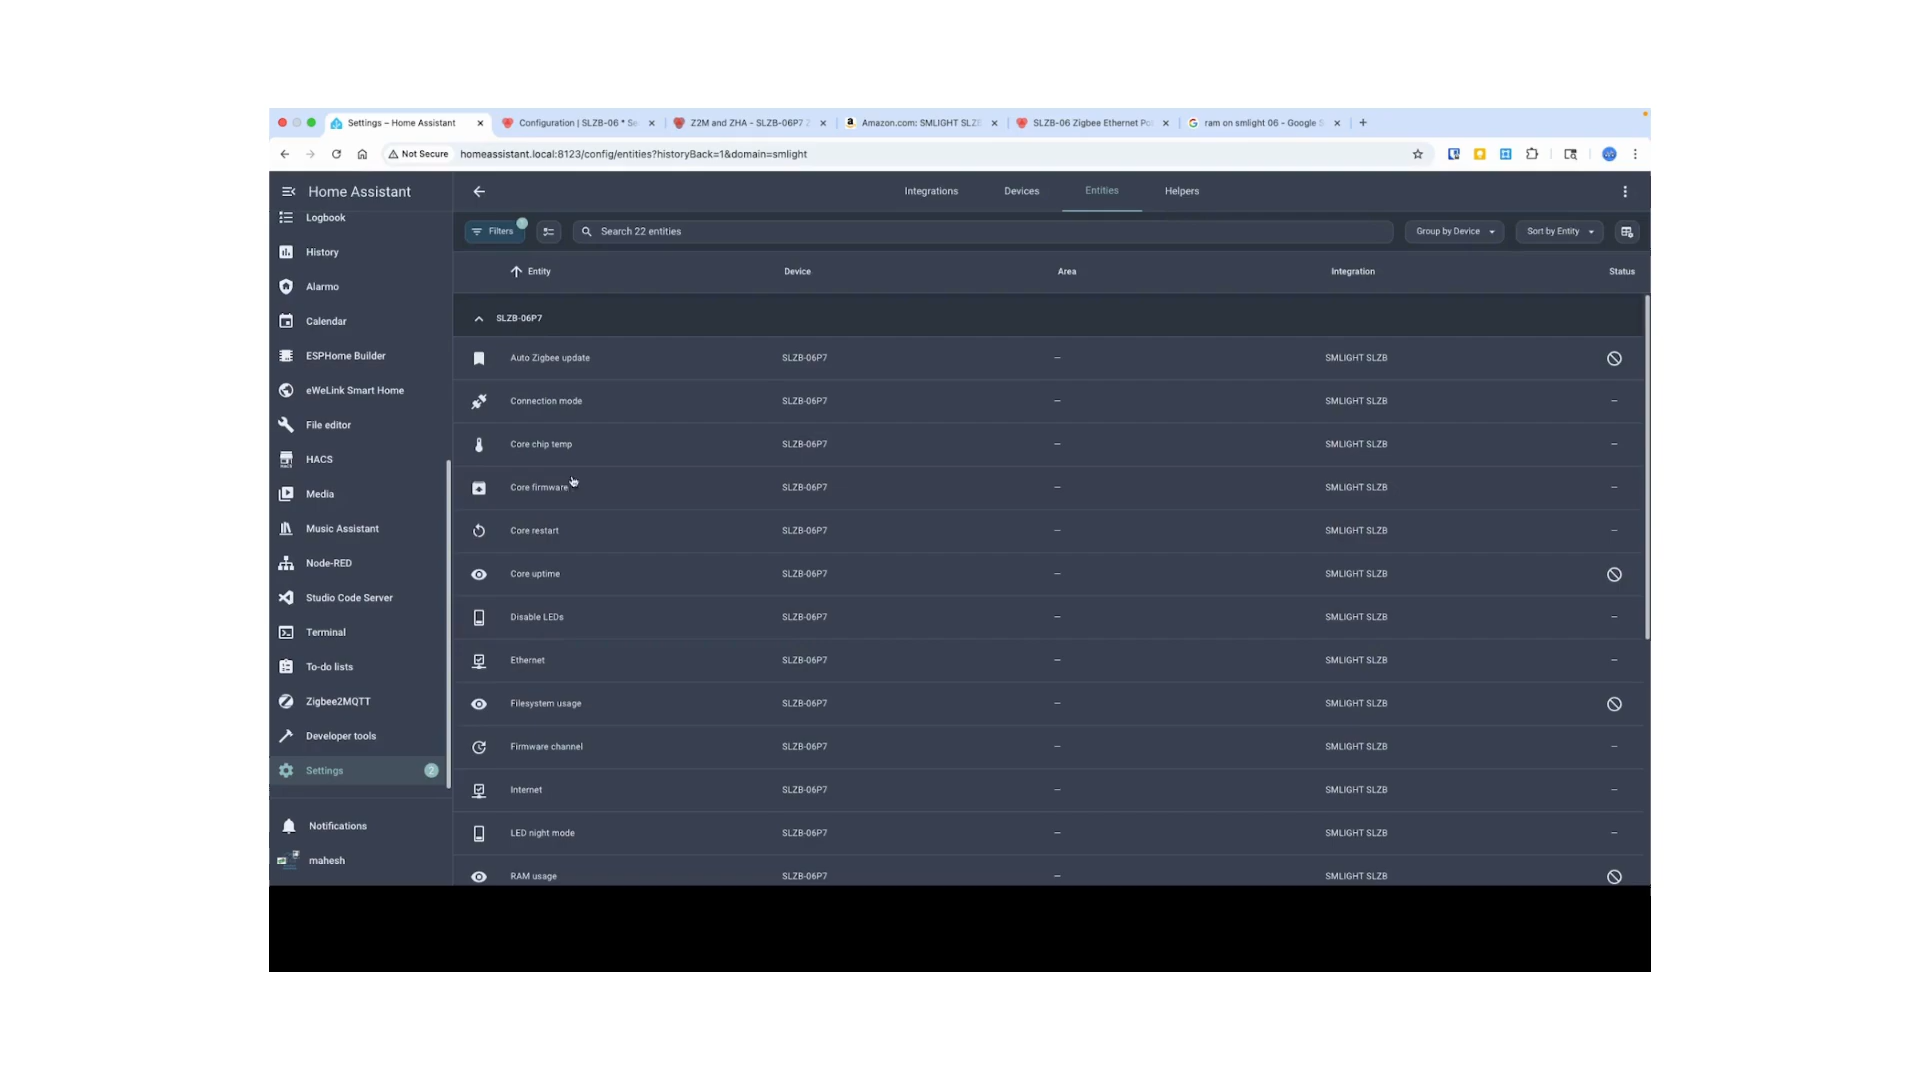 Settings – Home Assistant
Configuration | SLZB-06 * Se
Z2M and ZHA - SLZB-06P7 Z
Amazon.com: SMLIGHT SLZB
SLZB-06 Zigbee Ethernet Po
ram on smlight 06 - Google S
Not Secure
homeassistant.local:8123/config/entities?historyBack=1&domain=smlight
Home Assistant
Integrations
Devices
Entities
Helpers
Logbook
History
Alarmo
Calendar
ESPHome Builder
eWeLink Smart Home
File editor
HACS
Media
Music Assistant
Node-RED
Studio Code Server
Terminal
To-do lists
Zigbee2MQTT
Developer tools
Settings 2
Notifications
mahesh
Filters
Search 22 entities
Group by Device
Sort by Entity
Entity Device Area Integration Status
SLZB-06P7
Auto Zigbee update SLZB-06P7 — SMLIGHT SLZB
Connection mode SLZB-06P7 — SMLIGHT SLZB —
Core chip temp SLZB-06P7 — SMLIGHT SLZB —
Core firmware SLZB-06P7 — SMLIGHT SLZB —
Core restart SLZB-06P7 — SMLIGHT SLZB —
Core uptime SLZB-06P7 — SMLIGHT SLZB
Disable LEDs SLZB-06P7 — SMLIGHT SLZB —
Ethernet SLZB-06P7 — SMLIGHT SLZB —
Filesystem usage SLZB-06P7 — SMLIGHT SLZB
Firmware channel SLZB-06P7 — SMLIGHT SLZB —
Internet SLZB-06P7 — SMLIGHT SLZB —
LED night mode SLZB-06P7 — SMLIGHT SLZB —
RAM usage SLZB-06P7 — SMLIGHT SLZB